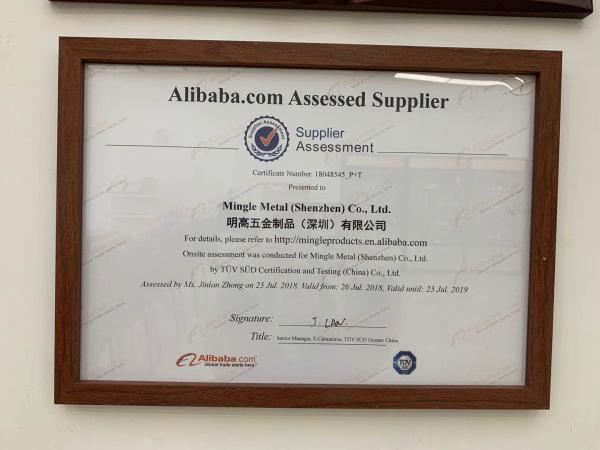 Alibaba.com Assessed Supplier
Supplier Assessment
Supplier
Assessment
Certificate Number. 18048545_P+T
Presented to
Mingle Metal (Shenzhen) Co., Ltd.
明高五金制品（深圳）有限公司
For details, please refer to http://mingleproducts.en.alibaba.com
Onsite assessment was conducted for Mingle Metal (Shenzhen) Co., Ltd.
by TÜV SÜD Certification and Testing (China) Co., Ltd.
Assessed by Ms. Jinlan Zhong on 25 Jul. 2018. Valid from: 26 Jul. 2018, Valid until: 25 Jul. 2019
Signature: J. LAN.
Title: Senior Manager, E-Commerce, TÜV SÜD Greater China
Alibaba.com
Global trade starts here.
TÜV